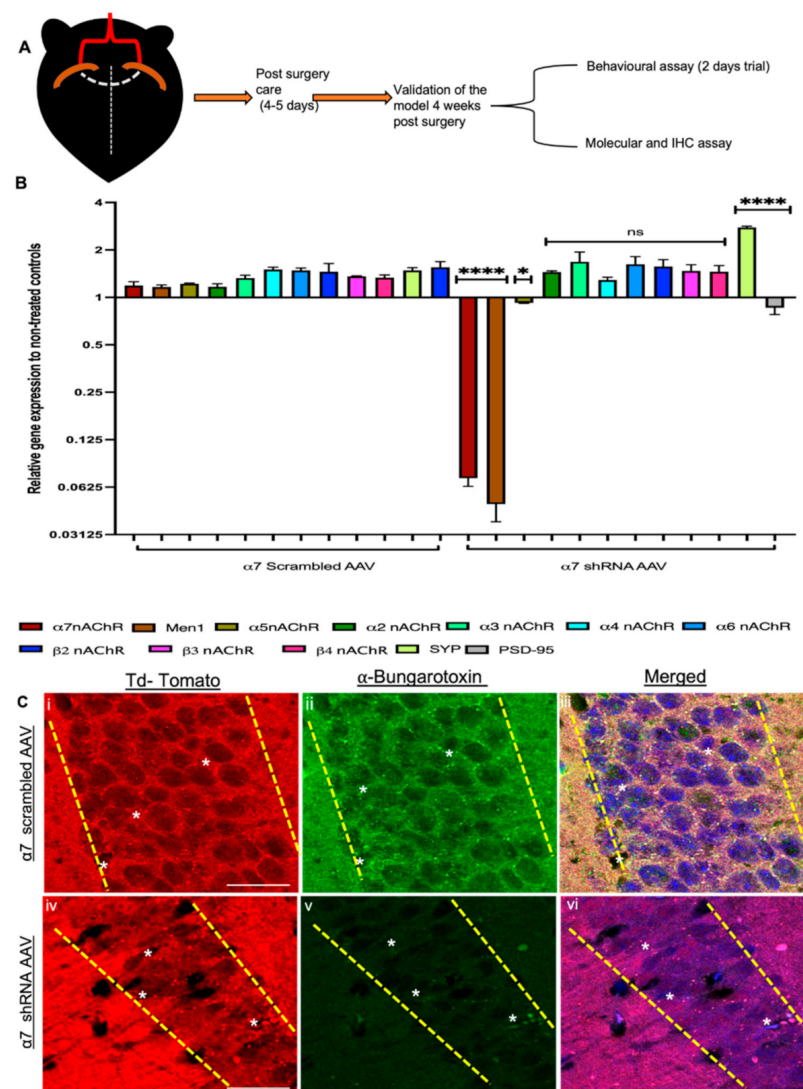 A
Post surgery
care
(4-5 days)
Validation of the
model 4 weeks
post surgery
Behavioural assay (2 days trial)
Molecular and IHC assay
B
Relative gene expression to non-treated controls
4
2
1
0.5
0.25
0.125
0.0625
0.03125
****
*
ns
****
α7 Scrambled AAV
α7 shRNA AAV
α7nAChR
Men1
α5nAChR
α2 nAChR
α3 nAChR
α4 nAChR
α6 nAChR
β2 nAChR
β3 nAChR
β4 nAChR
SYP
PSD-95
C
Td- Tomato
α-Bungarotoxin
Merged
α7 scrambled AAV
i
*
*
*
ii
*
*
*
iii
*
*
*
α7 shRNA AAV
iv
*
*
*
v
*
*
*
vi
*
*
*